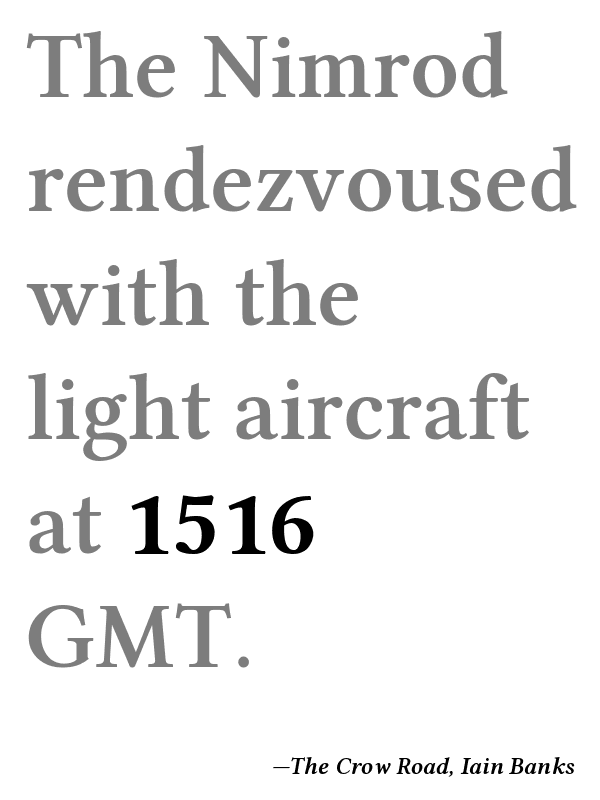 The Nimrod
rendezvoused
with the
light aircraft
at 1516
GMT.
—The Crow Road, Iain Banks